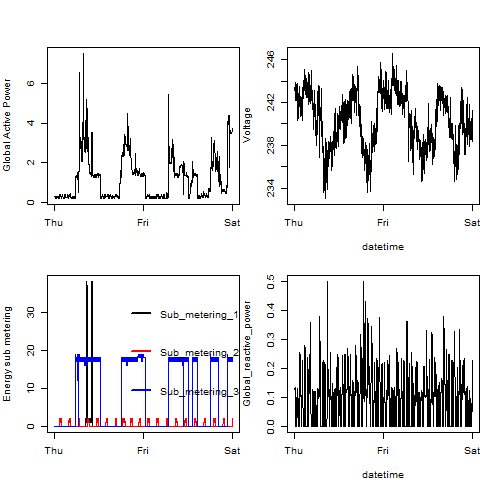 Global Active Power
0 2 4 6
Thu Fri Sat
Voltage
234 238 242 246
Thu Fri Sat
datetime
Energy sub metering
0 10 20 30
Thu Fri Sat
Sub_metering_1
Sub_metering_2
Sub_metering_3
Global_reactive_power
0.0 0.1 0.2 0.3 0.4 0.5
Thu Fri Sat
datetime